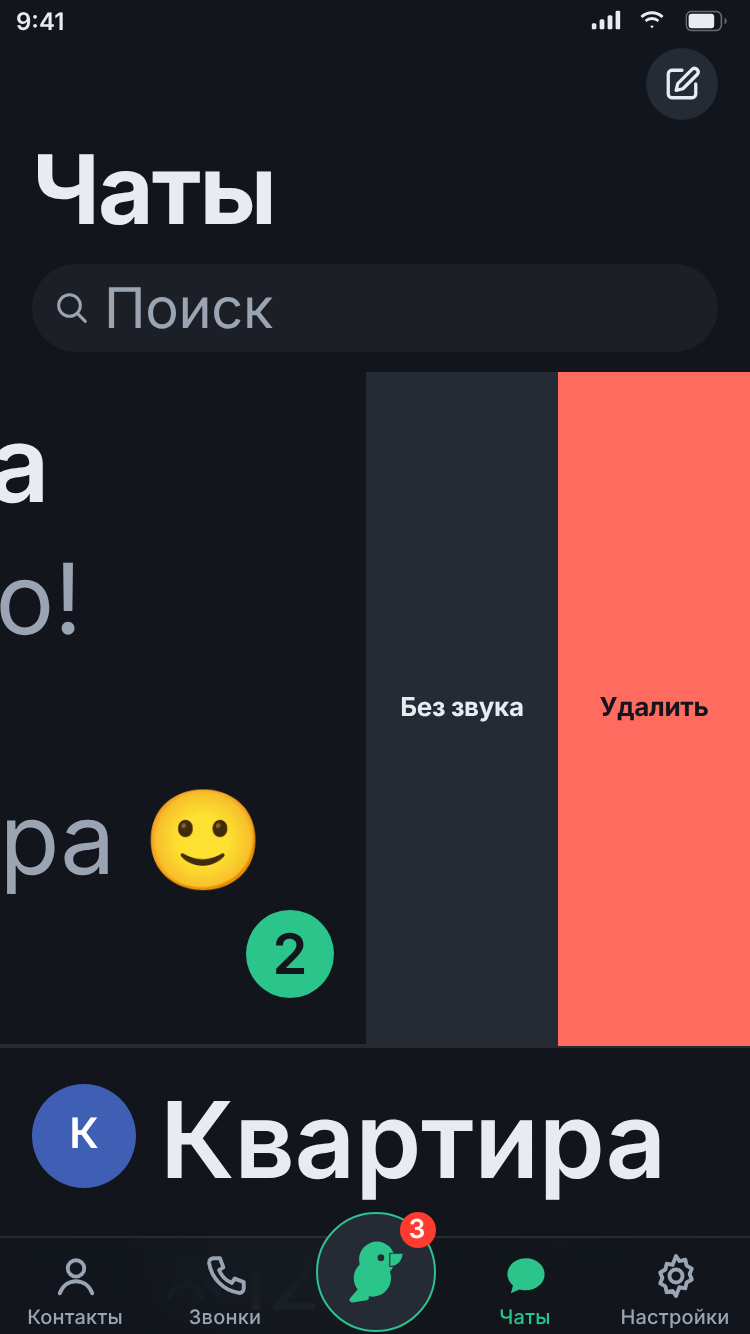 9:41
Чаты
Поиск
а
о!
Без звука
Удалить
ра 🙂
2
К
Квартира
3
Контакты
Звонки
Чаты
Настройки